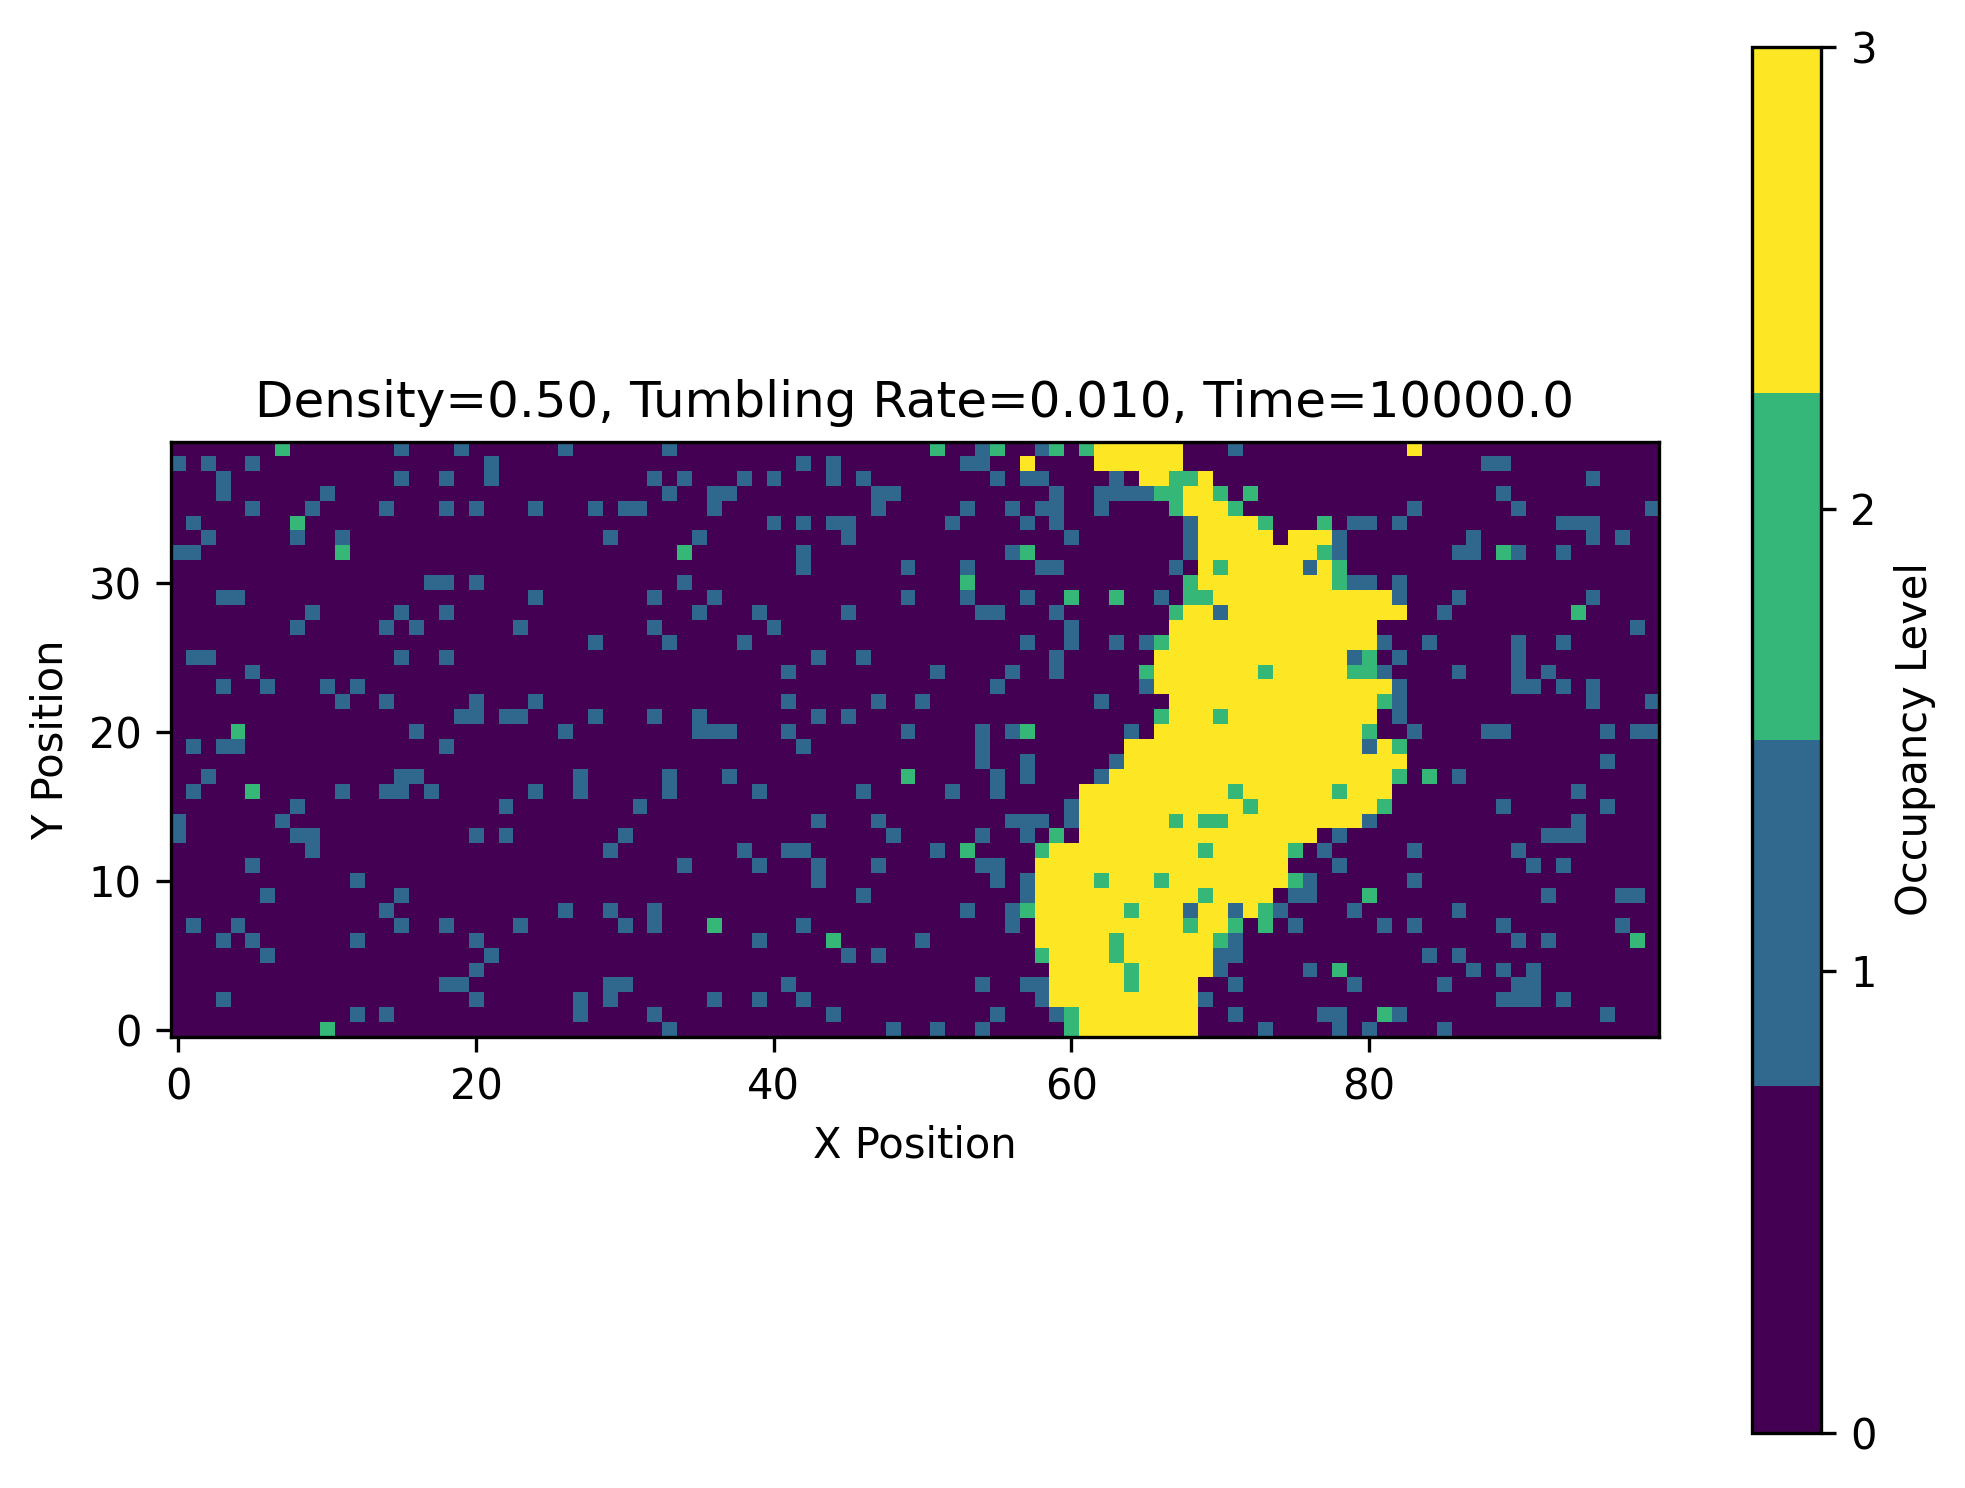 Density=0.50, Tumbling Rate=0.010, Time=10000.0
Y Position
30
20
10
0
0 20 40 60 80
X Position
3
2
1
0
Occupancy Level